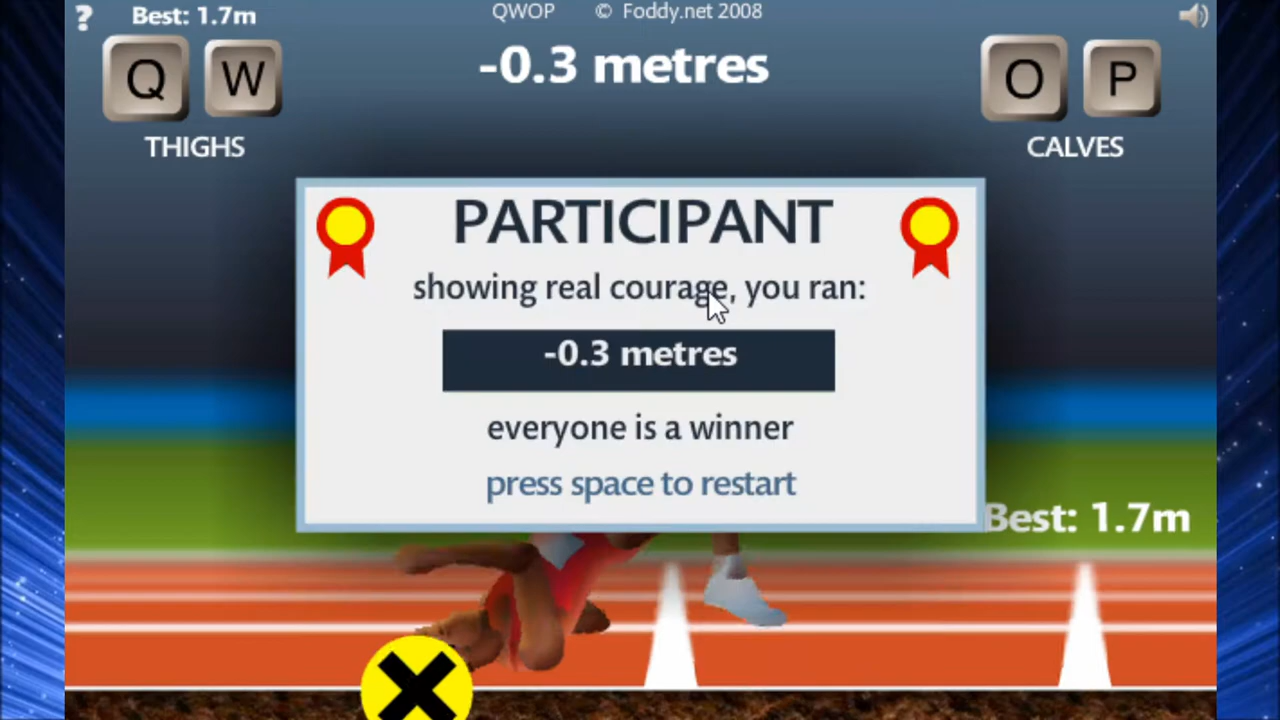 ? Best: 1.7m
QWOP © Foddy.net 2008
-0.3 metres
Q W
THIGHS
O P
CALVES
PARTICIPANT
showing real courage, you ran:
-0.3 metres
everyone is a winner
press space to restart
Best: 1.7m